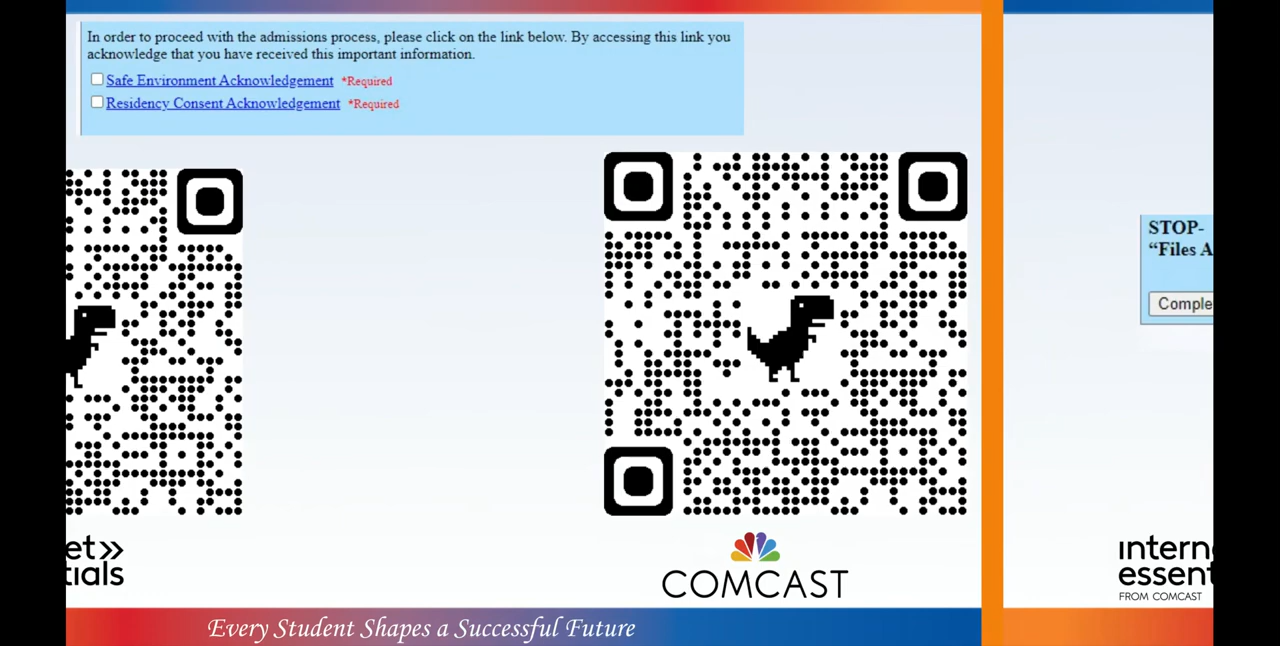 In order to proceed with the admissions process, please click on the link below. By accessing this link you
acknowledge that you have received this important information.
Safe Environment Acknowledgement *Required
Residency Consent Acknowledgement *Required
STOP-
“Files A
Comple
et»
tials
COMCAST
intern
essent
FROM COMCAST
Every Student Shapes a Successful Future